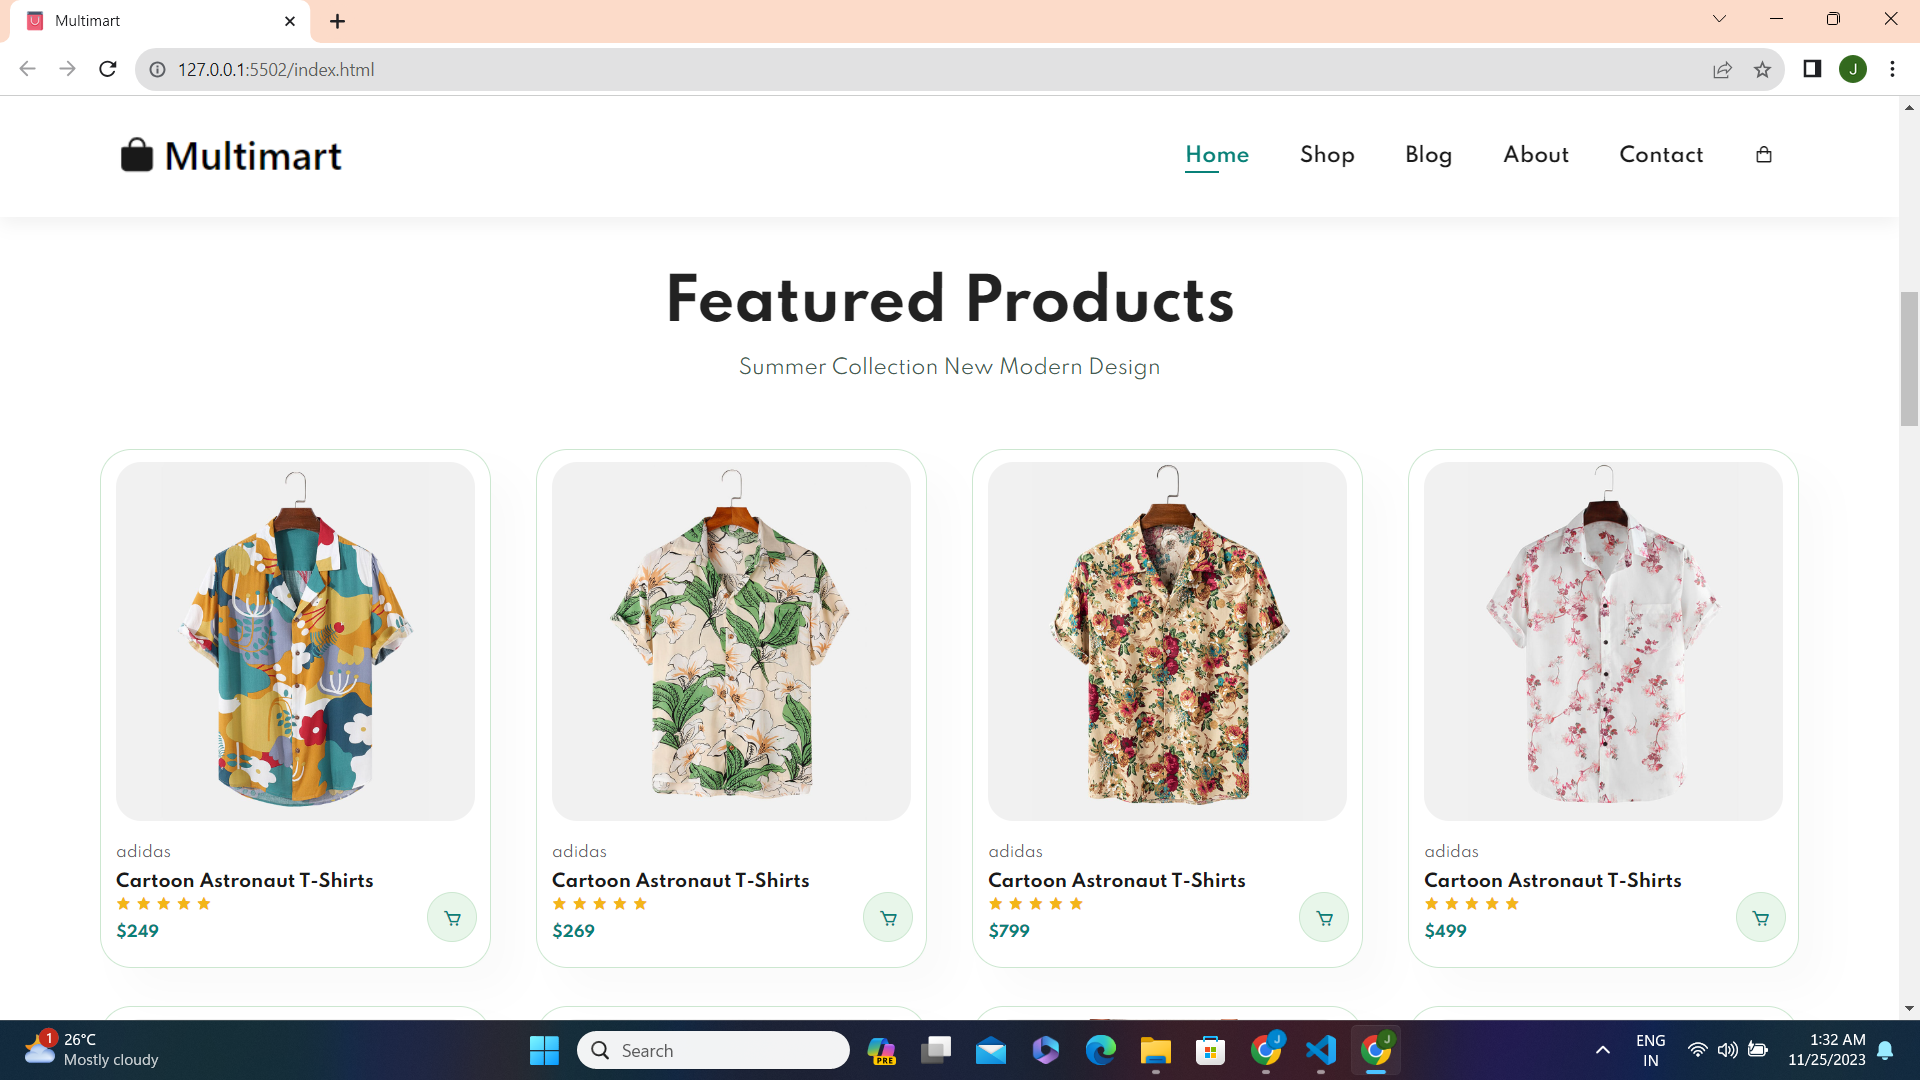 Multimart
127.0.0.1:5502/index.html
J
Multimart
Home Shop Blog About Contact
Featured Products
Summer Collection New Modern Design
adidas
Cartoon Astronaut T-Shirts
$249
adidas
Cartoon Astronaut T-Shirts
$269
adidas
Cartoon Astronaut T-Shirts
$799
adidas
Cartoon Astronaut T-Shirts
$499
1
26°C
Mostly cloudy
Search
PRE
J
J
ENG
IN
1:32 AM
11/25/2023